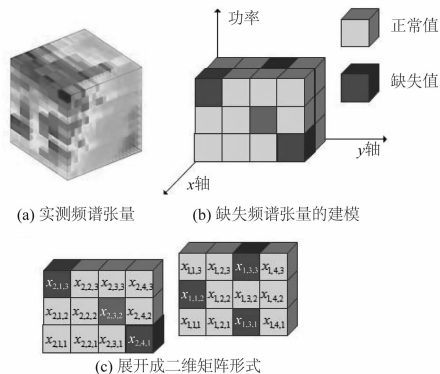 功率
正常值
缺失值
y轴
x轴
(a) 实测频谱张量
(b) 缺失频谱张量的建模
x2,1,3 x2,2,3 x2,3,3 x2,4,3
x2,1,2 x2,2,2 x2,3,2 x2,4,2
x2,1,1 x2,2,1 x2,3,1 x2,4,1
x1,1,3 x1,2,3 x1,3,3 x1,4,3
x1,1,2 x1,2,2 x1,3,2 x1,4,2
x1,1,1 x1,2,1 x1,3,1 x1,4,1
(c) 展开成二维矩阵形式